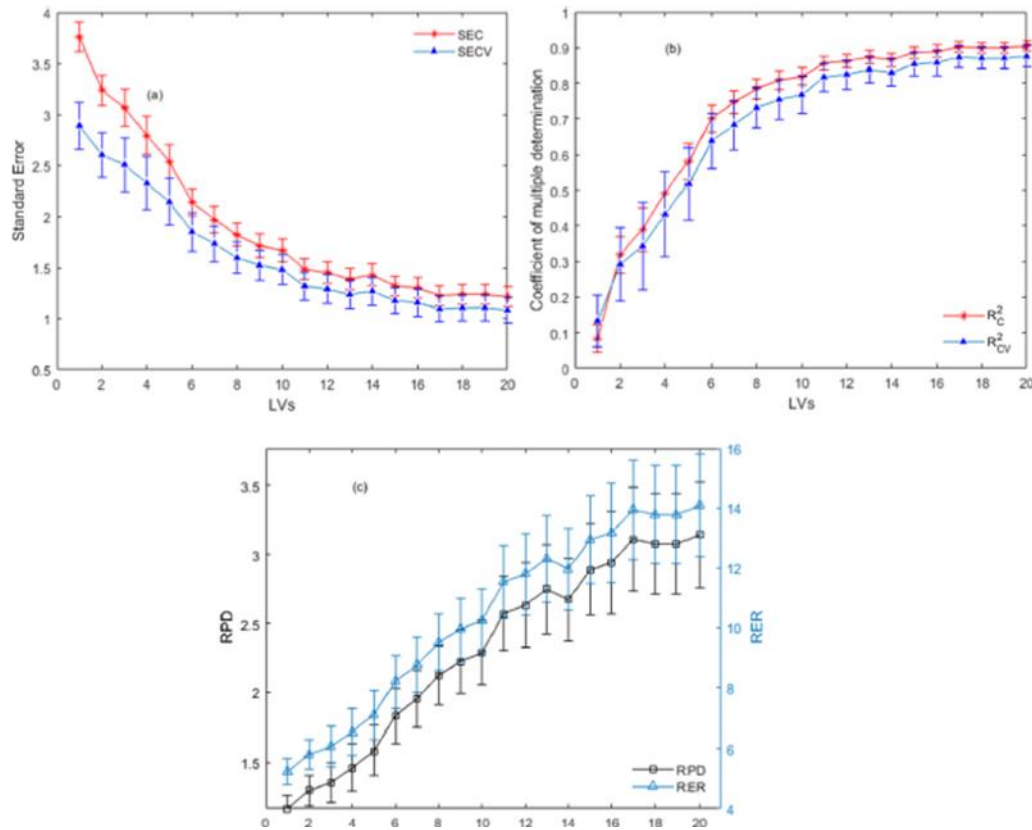 SEC
SECV
(a)
Standard Error
4
3.5
3
2.5
2
1.5
1
0.5
0 2 4 6 8 10 12 14 16 18 20
LVs
(b)
Coefficient of multiple determination
1
0.9
0.8
0.7
0.6
0.5
0.4
0.3
0.2
0.1
0
R²C
R²CV
0 2 4 6 8 10 12 14 16 18 20
LVs
(c)
RPD
3.5
3
2.5
2
1.5
RER
16
14
12
10
8
6
4
R:PD
R:ER
0 2 4 6 8 10 12 14 16 18 20